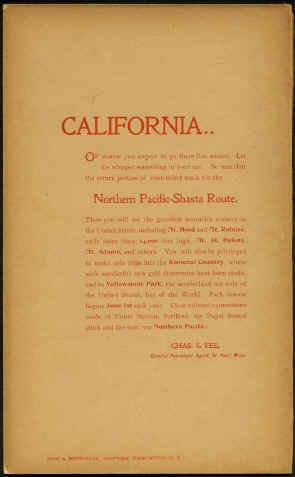 CALIFORNIA..
Of course you expect to go there this winter. Let
me whisper something in your ear. Be sure that
the return portion of your ticket reads via the
Northern Pacific-Shasta Route.
Then you will see the grandest mountain scenery in
the United States, including Mt. Hood and Mt. Rainier,
each more than 14,000 feet high, Mt. St. Helens,
Mt. Adams, and others. You will also be privileged
to make side trips into the Kootenai Country, where
such wonderful new gold discoveries have been made,
and to Yellowstone Park, the wonderland not only of
the United States, but of the World. Park season
begins June 1st each year. Close railroad connections
made in Union Station, Portland, for Puget Sound
cities and the east, via Northern Pacific.
CHAS. S. FEE,
General Passenger Agent, St. Paul, Minn.